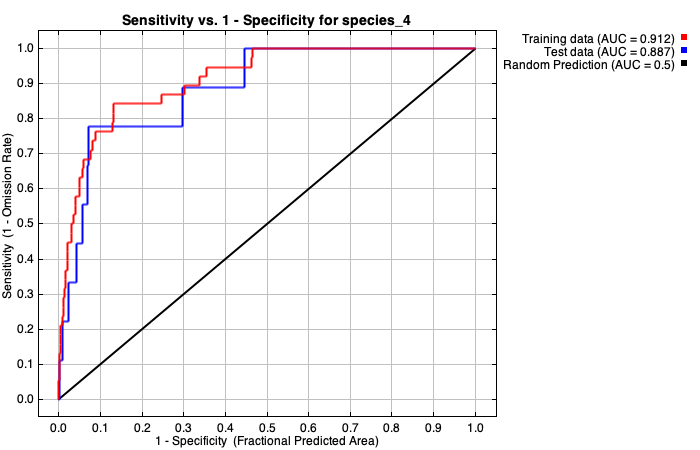 Sensitivity vs. 1 - Specificity for species_4
Training data (AUC = 0.912)
Test data (AUC = 0.887)
Random Prediction (AUC = 0.5)
Sensitivity (1 - Omission Rate)
1.0
0.9
0.8
0.7
0.6
0.5
0.4
0.3
0.2
0.1
0.0
0.0 0.1 0.2 0.3 0.4 0.5 0.6 0.7 0.8 0.9 1.0
1 - Specificity (Fractional Predicted Area)